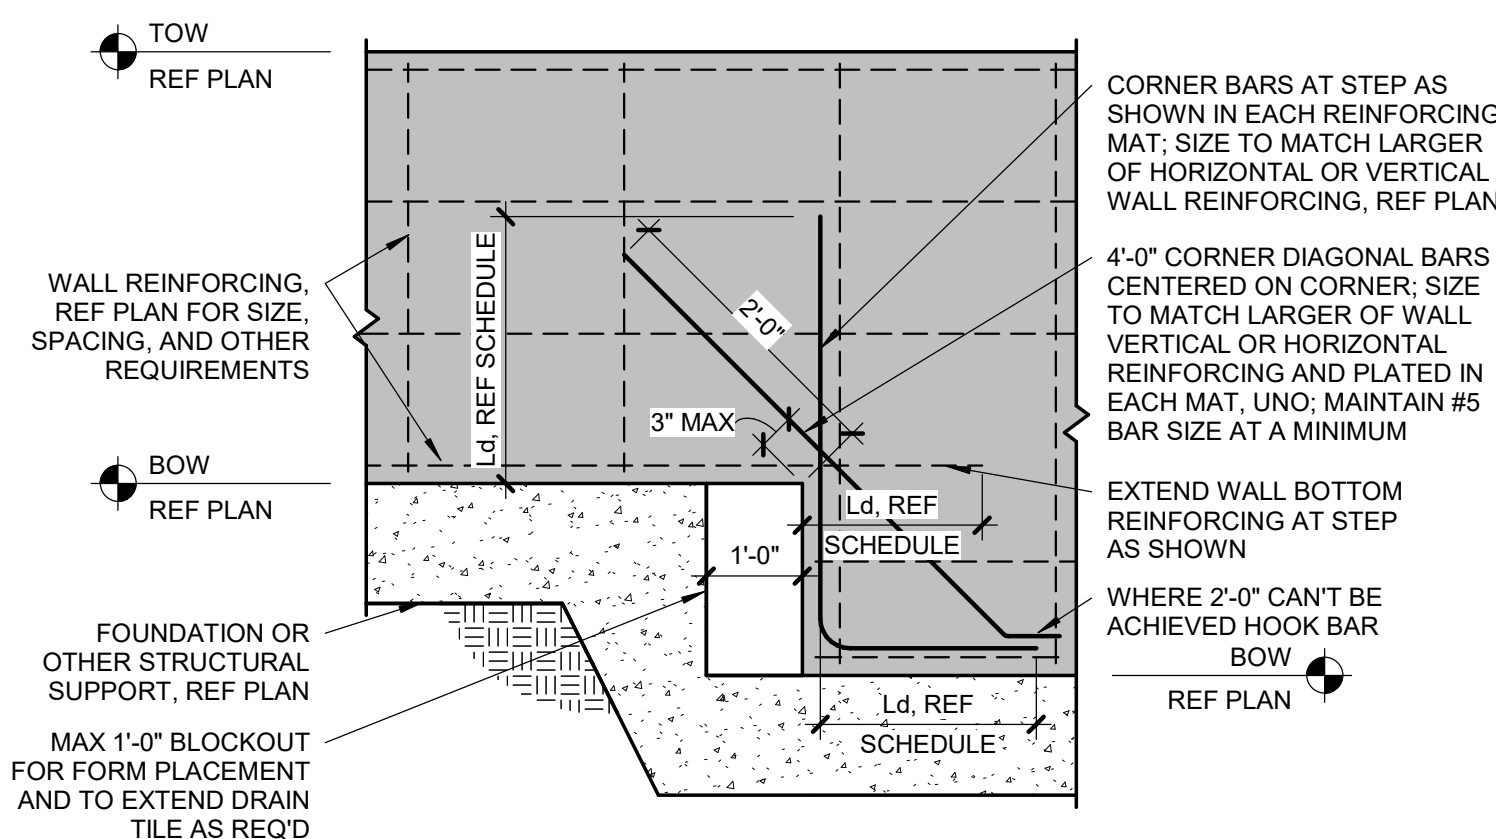 TOW
REF PLAN
CORNER BARS AT STEP AS
SHOWN IN EACH REINFORCING
MAT; SIZE TO MATCH LARGER
OF HORIZONTAL OR VERTICAL
WALL REINFORCING, REF PLAN
4'-0" CORNER DIAGONAL BARS
CENTERED ON CORNER; SIZE
TO MATCH LARGER OF WALL
VERTICAL OR HORIZONTAL
REINFORCING AND PLATED IN
EACH MAT, UNO; MAINTAIN #5
BAR SIZE AT A MINIMUM
WALL REINFORCING,
REF PLAN FOR SIZE,
SPACING, AND OTHER
REQUIREMENTS
Ld, REF SCHEDULE
2'-0"
3" MAX
BOW
REF PLAN
Ld, REF
SCHEDULE
1'-0"
EXTEND WALL BOTTOM
REINFORCING AT STEP
AS SHOWN
WHERE 2'-0" CAN'T BE
ACHIEVED HOOK BAR
BOW
REF PLAN
FOUNDATION OR
OTHER STRUCTURAL
SUPPORT, REF PLAN
Ld, REF
SCHEDULE
MAX 1'-0" BLOCKOUT
FOR FORM PLACEMENT
AND TO EXTEND DRAIN
TILE AS REQ'D